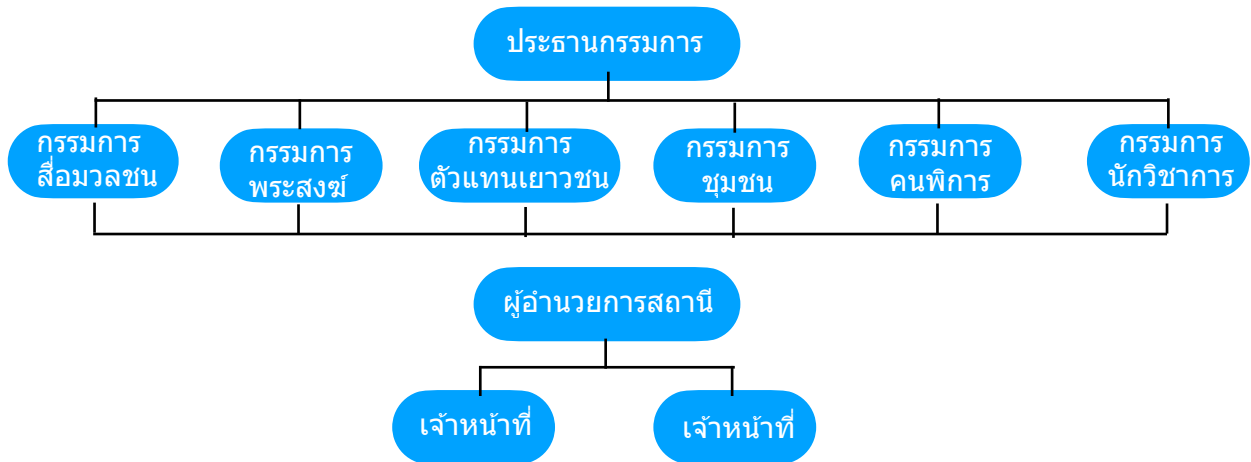 ประธานกรรมการ
กรรมการ
สื่อมวลชน
กรรมการ
พระสงฆ์
กรรมการ
ตัวแทนเยาวชน
กรรมการ
ชุมชน
กรรมการ
คนพิการ
กรรมการ
นักวิชาการ
ผู้อำนวยการสถานี
เจ้าหน้าที่
เจ้าหน้าที่